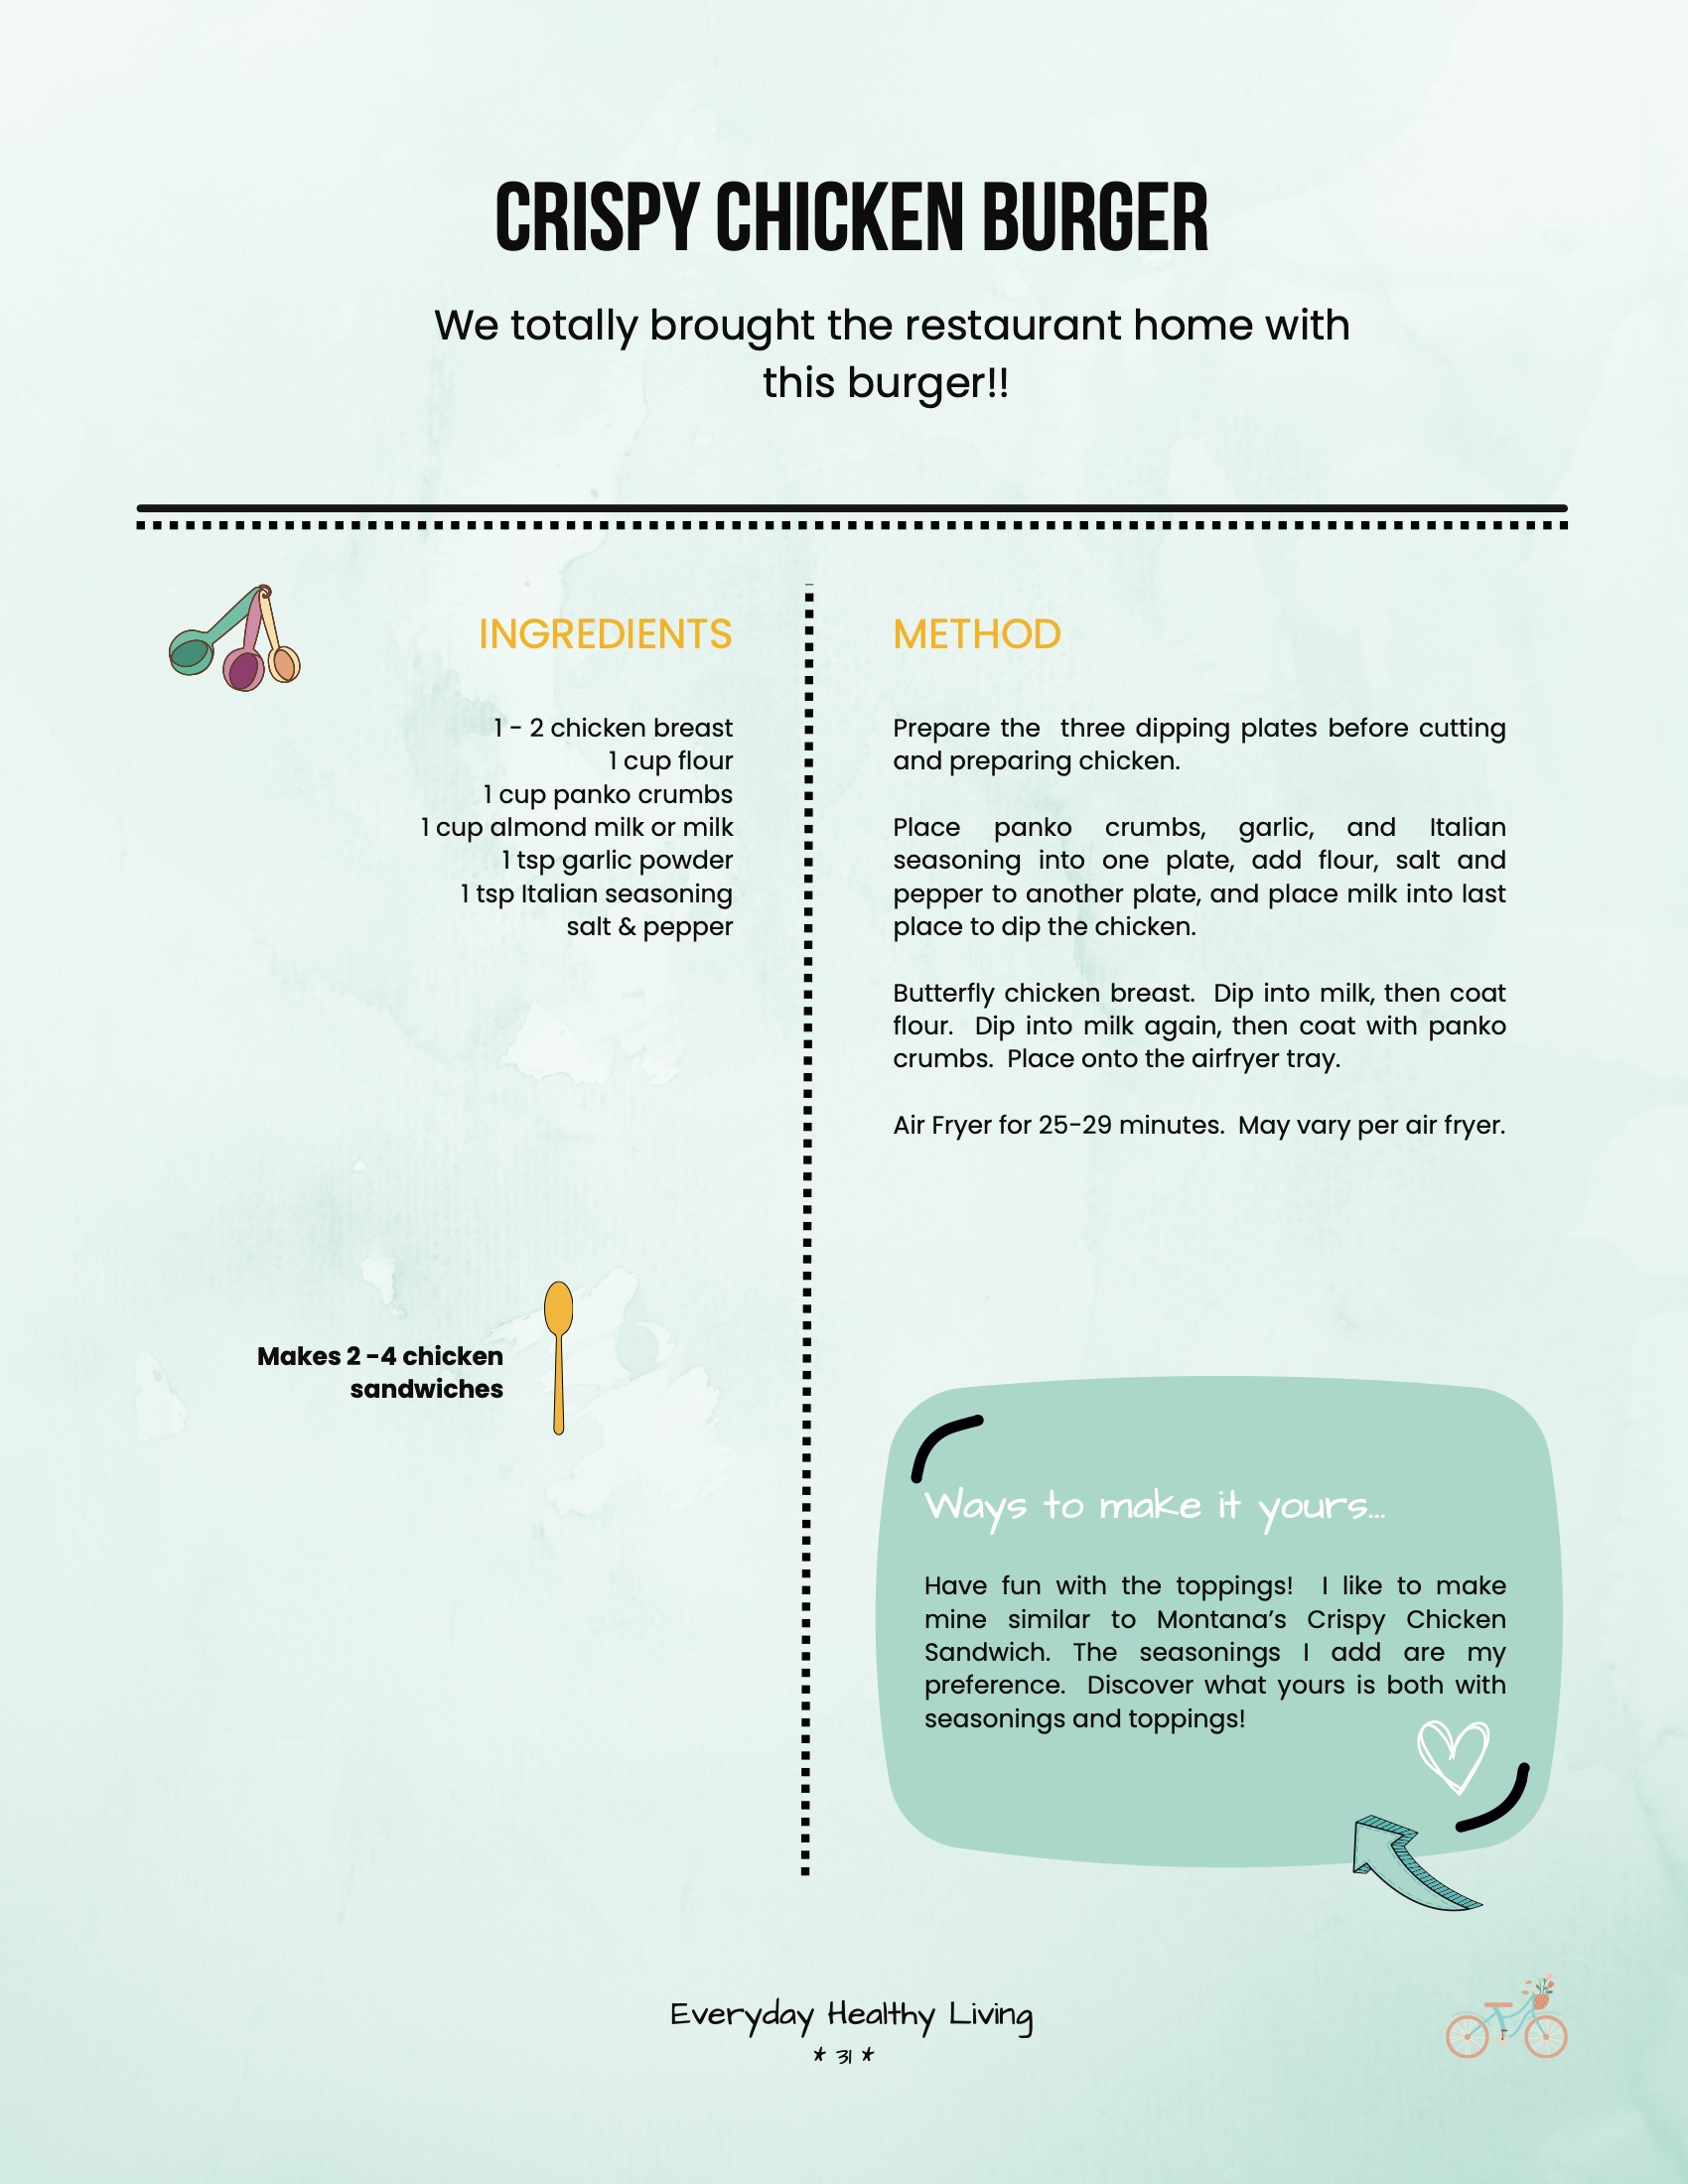 CRISPY CHICKEN BURGER
We totally brought the restaurant home with
this burger!!
INGREDIENTS
1 - 2 chicken breast
1 cup flour
1 cup panko crumbs
1 cup almond milk or milk
1 tsp garlic powder
1 tsp Italian seasoning
salt & pepper
Makes 2 -4 chicken
sandwiches
METHOD
Prepare the three dipping plates before cutting
and preparing chicken.
Place panko crumbs, garlic, and Italian
seasoning into one plate, add flour, salt and
pepper to another plate, and place milk into last
place to dip the chicken.
Butterfly chicken breast. Dip into milk, then coat
flour. Dip into milk again, then coat with panko
crumbs. Place onto the airfryer tray.
Air Fryer for 25-29 minutes. May vary per air fryer.
Ways to make it yours...
Have fun with the toppings! I like to make
mine similar to Montana’s Crispy Chicken
Sandwich. The seasonings I add are my
preference. Discover what yours is both with
seasonings and toppings!
Everyday Healthy Living
* 31 *